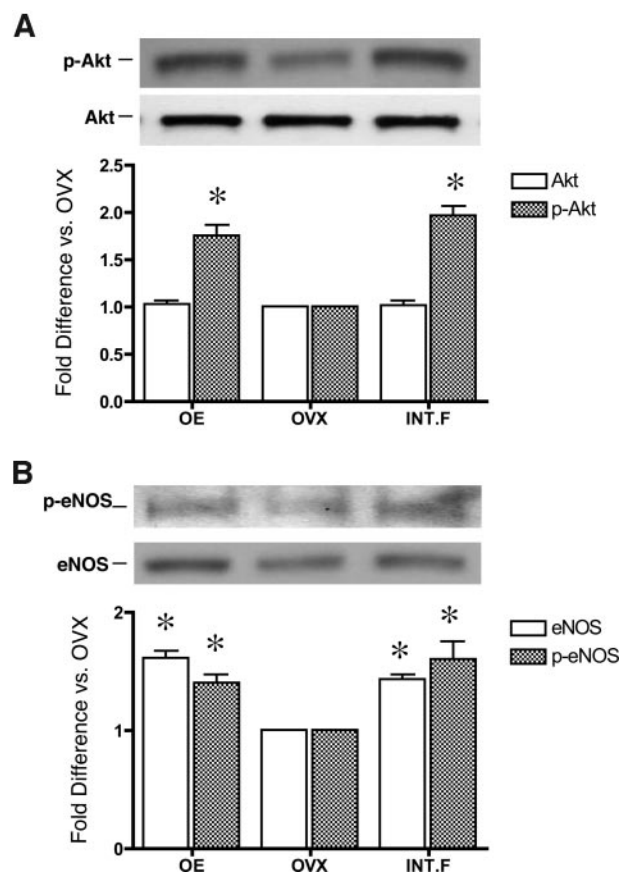 A
p-Akt
Akt
Fold Difference vs. OVX
2.5
2.0
1.5
1.0
0.5
0.0
*
*
OE
OVX
INT.F
Akt
p-Akt
B
p-eNOS
eNOS
Fold Difference vs. OVX
2
1
0
*
*
*
*
OE
OVX
INT.F
eNOS
p-eNOS